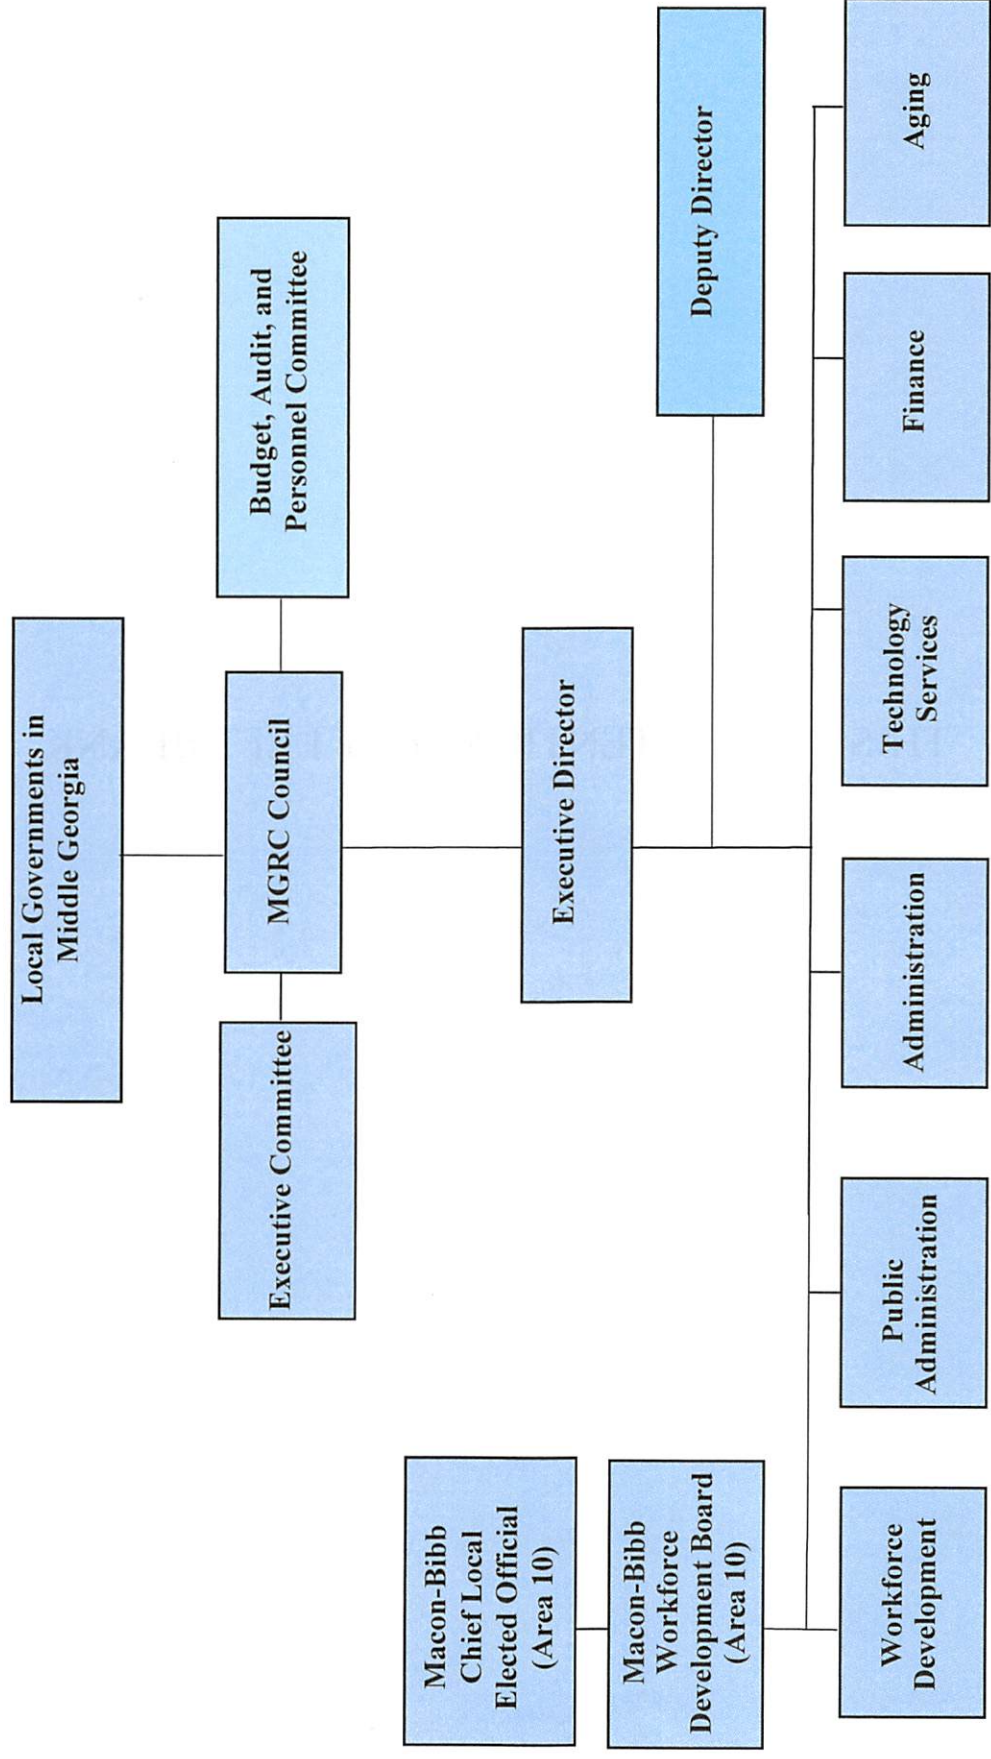 Local Governments in
Middle Georgia
Executive Committee
MGRC Council
Budget, Audit, and
Personnel Committee
Executive Director
Deputy Director
Macon-Bibb
Chief Local
Elected Official
(Area 10)
Macon-Bibb
Workforce
Development Board
(Area 10)
Workforce
Development
Public
Administration
Administration
Technology
Services
Finance
Aging